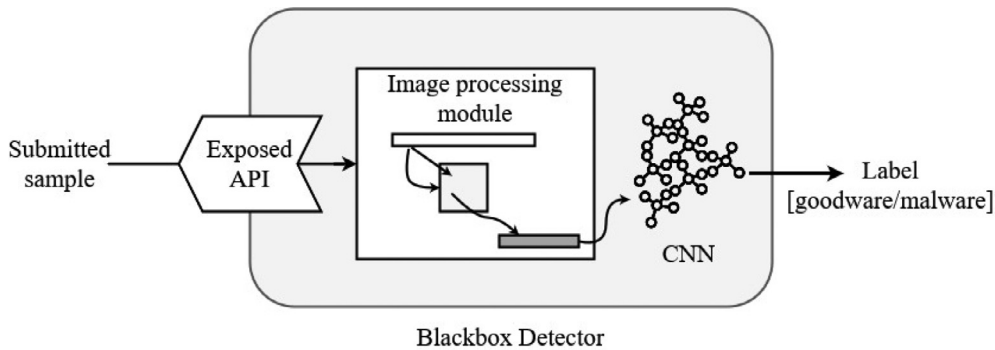 Submitted
sample
Exposed
API
Image processing
module
CNN
Label
[goodware/malware]
Blackbox Detector